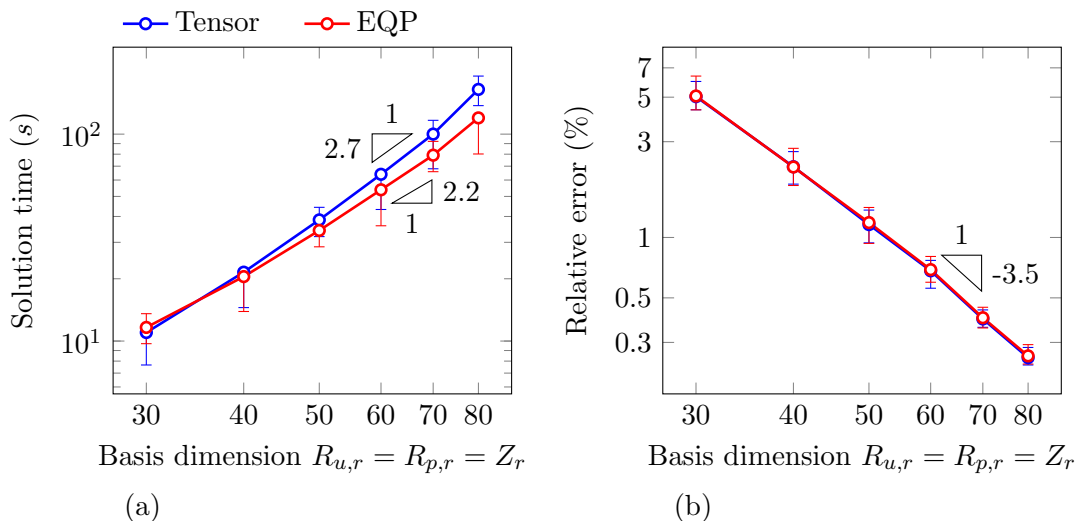 Tensor EQP
Solution time (s)
10^2
10^1
1
2.7
2.2
1
30 40 50 60 70 80
Basis dimension R_{u,r} = R_{p,r} = Z_r
(a)
Relative error (%)
7
5
3
1
0.5
0.3
1
-3.5
30 40 50 60 70 80
Basis dimension R_{u,r} = R_{p,r} = Z_r
(b)